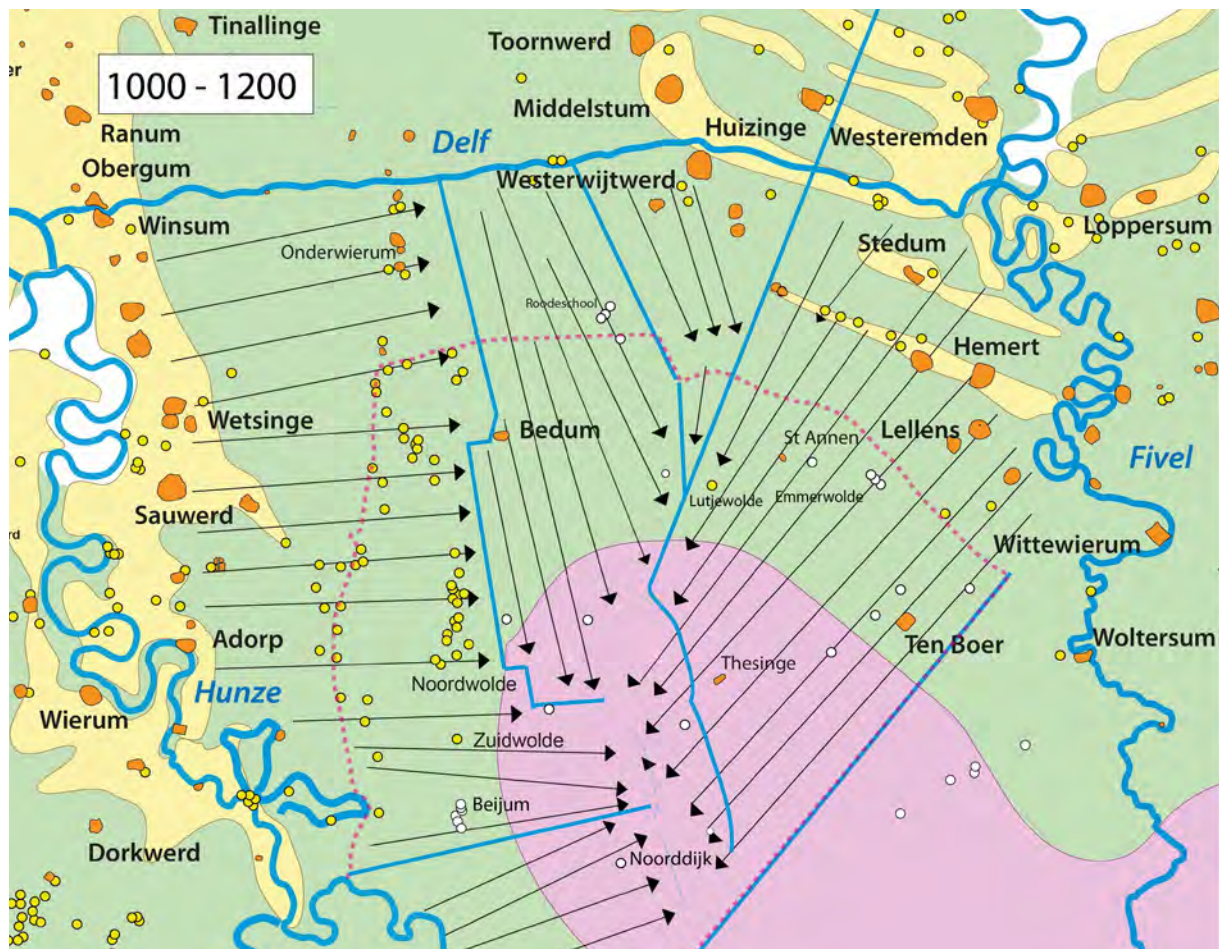 Tinallinge
Toornwerd
er
1000 - 1200
Middelstum
Huizinge
Westeremden
Ranum
Delf
Obergum
Westerwijtwerd
Winsum
Loppersum
Onderwierum
Stedum
Roodeschool
Hemert
Wetsinge
Bedum
St Annen
Lellens
Fivel
Lutjewolde
Emmerwolde
Sauwerd
rd
Wittewierum
Adorp
Ten Boer
Woltersum
Thesinge
Noordwolde
Hunze
Wierum
Zuidwolde
Beijum
Dorkwerd
Noorddijk